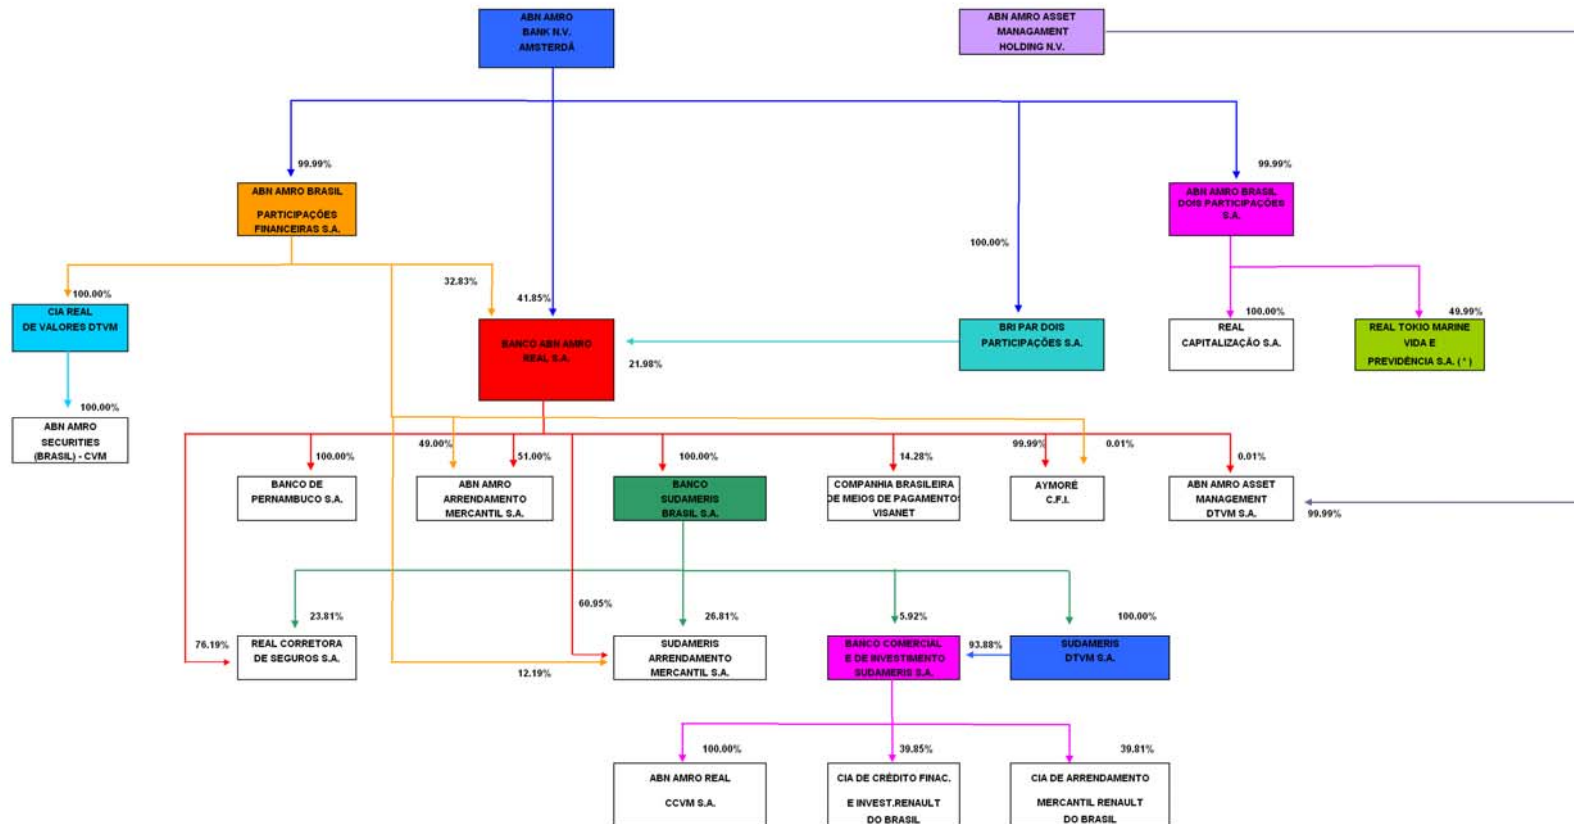 ABN AMRO
BANK N.V.
AMSTERDÃ
ABN AMRO ASSET
MANAGAMENT
HOLDING N.V.
99.99%
99.99%
ABN AMRO BRASIL
PARTICIPAÇÕES
FINANCEIRAS S.A.
ABN AMRO BRASIL
DOIS PARTICIPAÇÕES
S.A.
100.00%
32.83%
41.85%
100.00%
CIA REAL
DE VALORES DTVM
BANCO ABN AMRO
REAL S.A.
21.98%
BRI PAR DOIS
PARTICIPAÇÕES S.A.
100.00%
REAL
CAPITALIZAÇÃO S.A.
49.99%
REAL TOKIO MARINE
VIDA E
PREVIDÊNCIA S.A. ( * )
100.00%
ABN AMRO
SECURITIES
(BRASIL) - CVM
100.00%
49.00%
51.00%
100.00%
14.28%
99.99%
0.01%
0.01%
BANCO DE
PERNAMBUCO S.A.
ABN AMRO
ARRENDAMENTO
MERCANTIL S.A.
BANCO
SUDAMERIS
BRASIL S.A.
COMPANHIA BRASILEIRA
DE MEIOS DE PAGAMENTOS
VISANET
AYMORÉ
C.F.I.
ABN AMRO ASSET
MANAGEMENT
DTVM S.A.
99.99%
23.81%
60.95%
26.81%
5.92%
100.00%
76.19%
REAL CORRETORA
DE SEGUROS S.A.
12.19%
SUDAMERIS
ARRENDAMENTO
MERCANTIL S.A.
BANCO COMERCIAL
E DE INVESTIMENTO
SUDAMERIS S.A.
93.88%
SUDAMERIS
DTVM S.A.
100.00%
39.85%
39.81%
ABN AMRO REAL
CCVM S.A.
CIA DE CRÉDITO FINAC.
E INVEST.RENAULT
DO BRASIL
CIA DE ARRENDAMENTO
MERCANTIL RENAULT
DO BRASIL